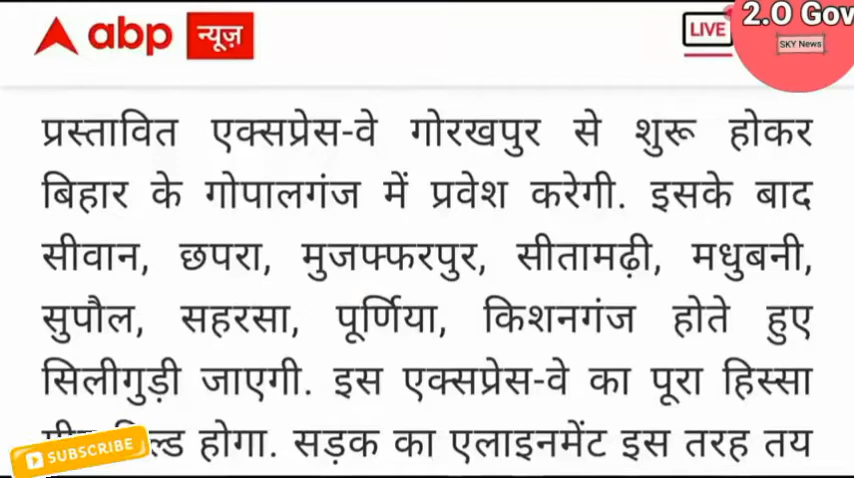 abp न्यूज़
LIVE
2.0 Gov
SKY News
प्रस्तावित एक्सप्रेस-वे गोरखपुर से शुरू होकर
बिहार के गोपालगंज में प्रवेश करेगी. इसके बाद
सीवान, छपरा, मुजफ्फरपुर, सीतामढ़ी, मधुबनी,
सुपौल, सहरसा, पूर्णिया, किशनगंज होते हुए
सिलीगुड़ी जाएगी. इस एक्सप्रेस-वे का पूरा हिस्सा
होगा. सड़क का एलाइनमेंट इस तरह तय
SUBSCRIBE